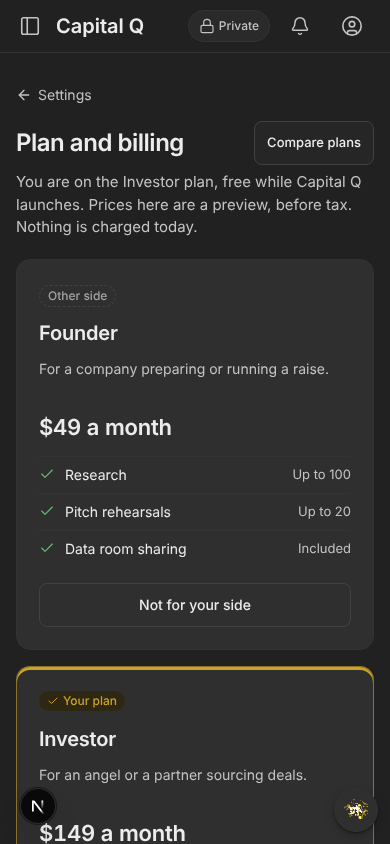 Capital Q
Private
Settings
Plan and billing
Compare plans
You are on the Investor plan, free while Capital Q
launches. Prices here are a preview, before tax.
Nothing is charged today.
Other side
Founder
For a company preparing or running a raise.
$49 a month
Research
Up to 100
Pitch rehearsals
Up to 20
Data room sharing
Included
Not for your side
Your plan
Investor
For an angel or a partner sourcing deals.
N
$149 a month